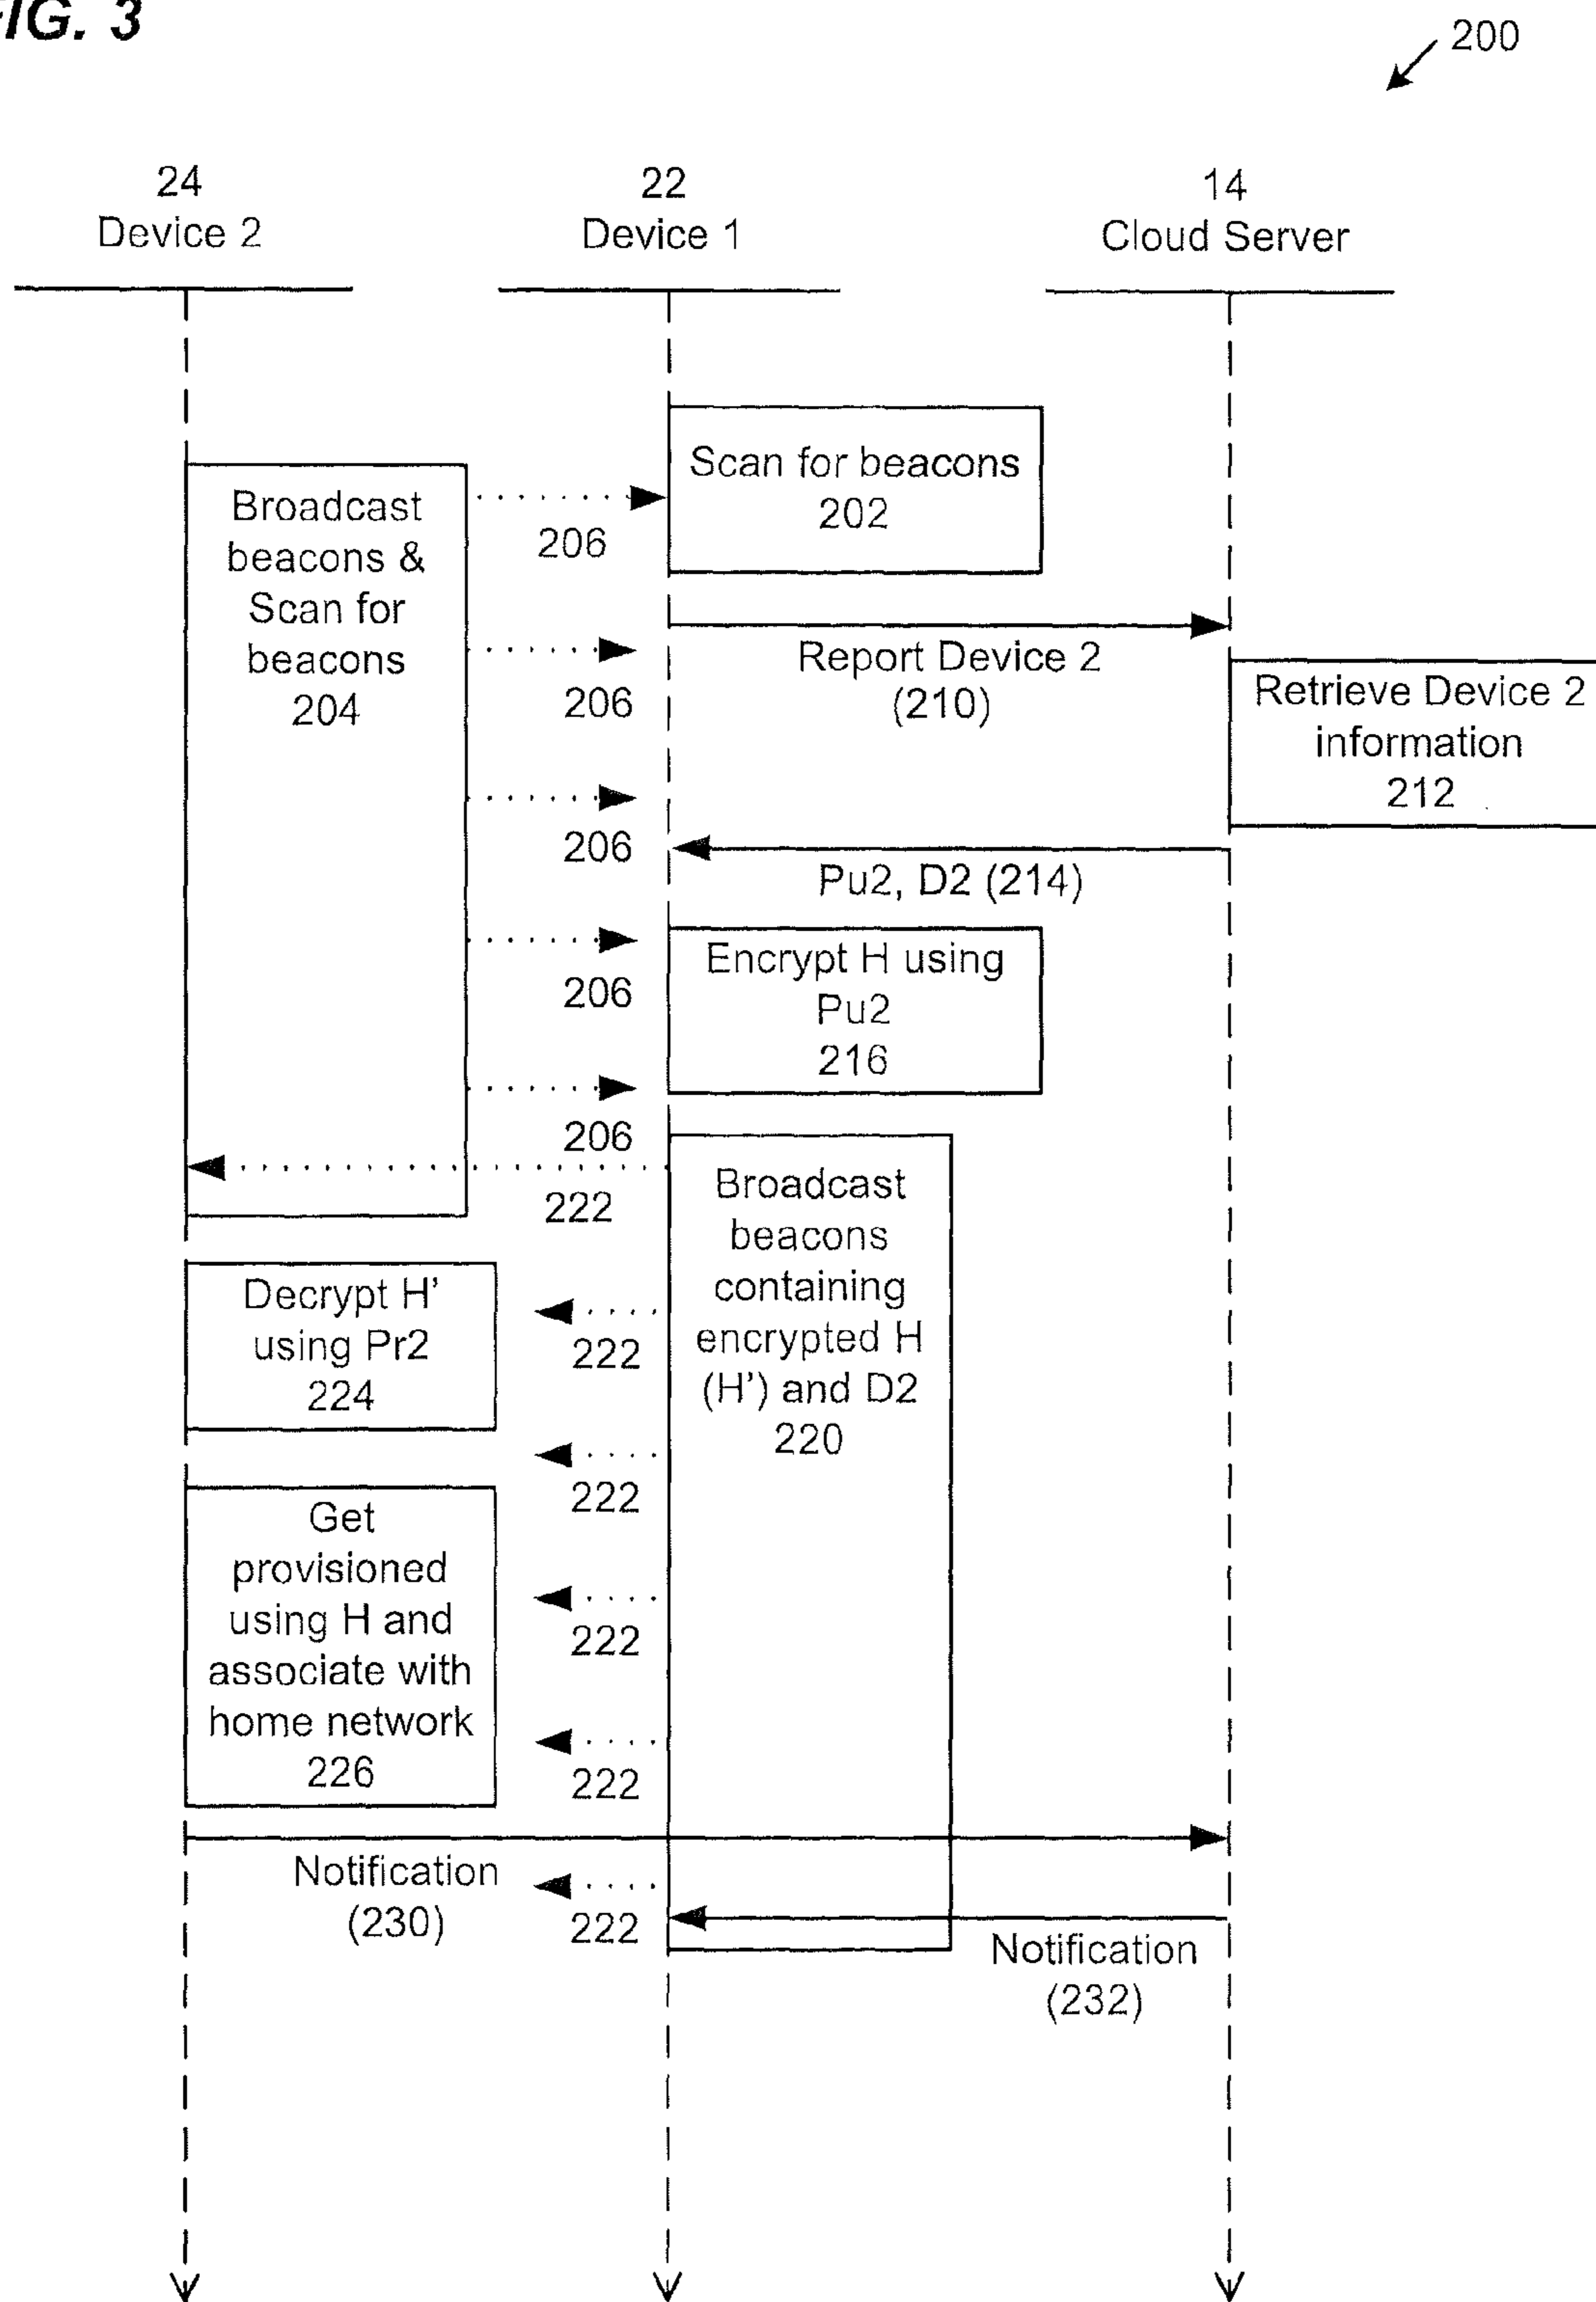 FIG. 3
200
24
Device 2
22
Device 1
14
Cloud Server
Scan for beacons
202
Broadcast
beacons &
Scan for
beacons
204
206
Report Device 2
(210)
206
Retrieve Device 2
information
212
206
Pu2, D2 (214)
Encrypt H using
Pu2
216
206
206
222
Broadcast
beacons
containing
encrypted H
(H') and D2
220
Decrypt H'
using Pr2
224
222
222
Get
provisioned
using H and
associate with
home network
226
222
222
Notification
(230)
222
Notification
(232)